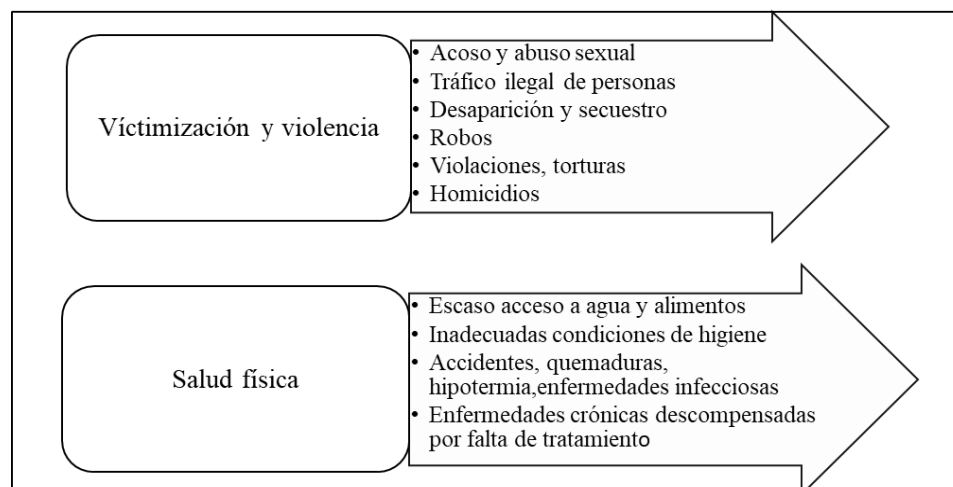 Víctimización y violencia
• Acoso y abuso sexual
• Tráfico ilegal de personas
• Desaparición y secuestro
• Robos
• Violaciones, torturas
• Homicidios
Salud física
• Escaso acceso a agua y alimentos
• Inadecuadas condiciones de higiene
• Accidentes, quemaduras,
hipotermia,enfermedades infecciosas
• Enfermedades crónicas descompensadas
por falta de tratamiento